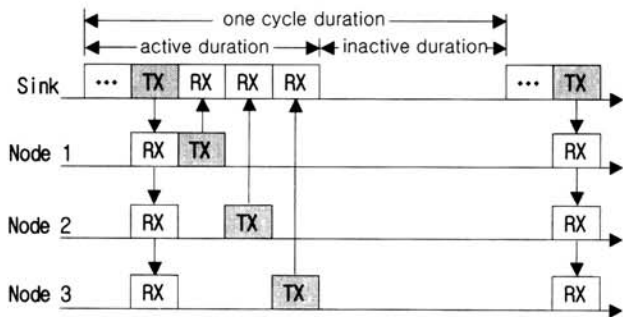 one cycle duration
active duration inactive duration
Sink ... TX RX RX RX ... TX
Node 1 RX TX RX
Node 2 RX TX RX
Node 3 RX TX RX